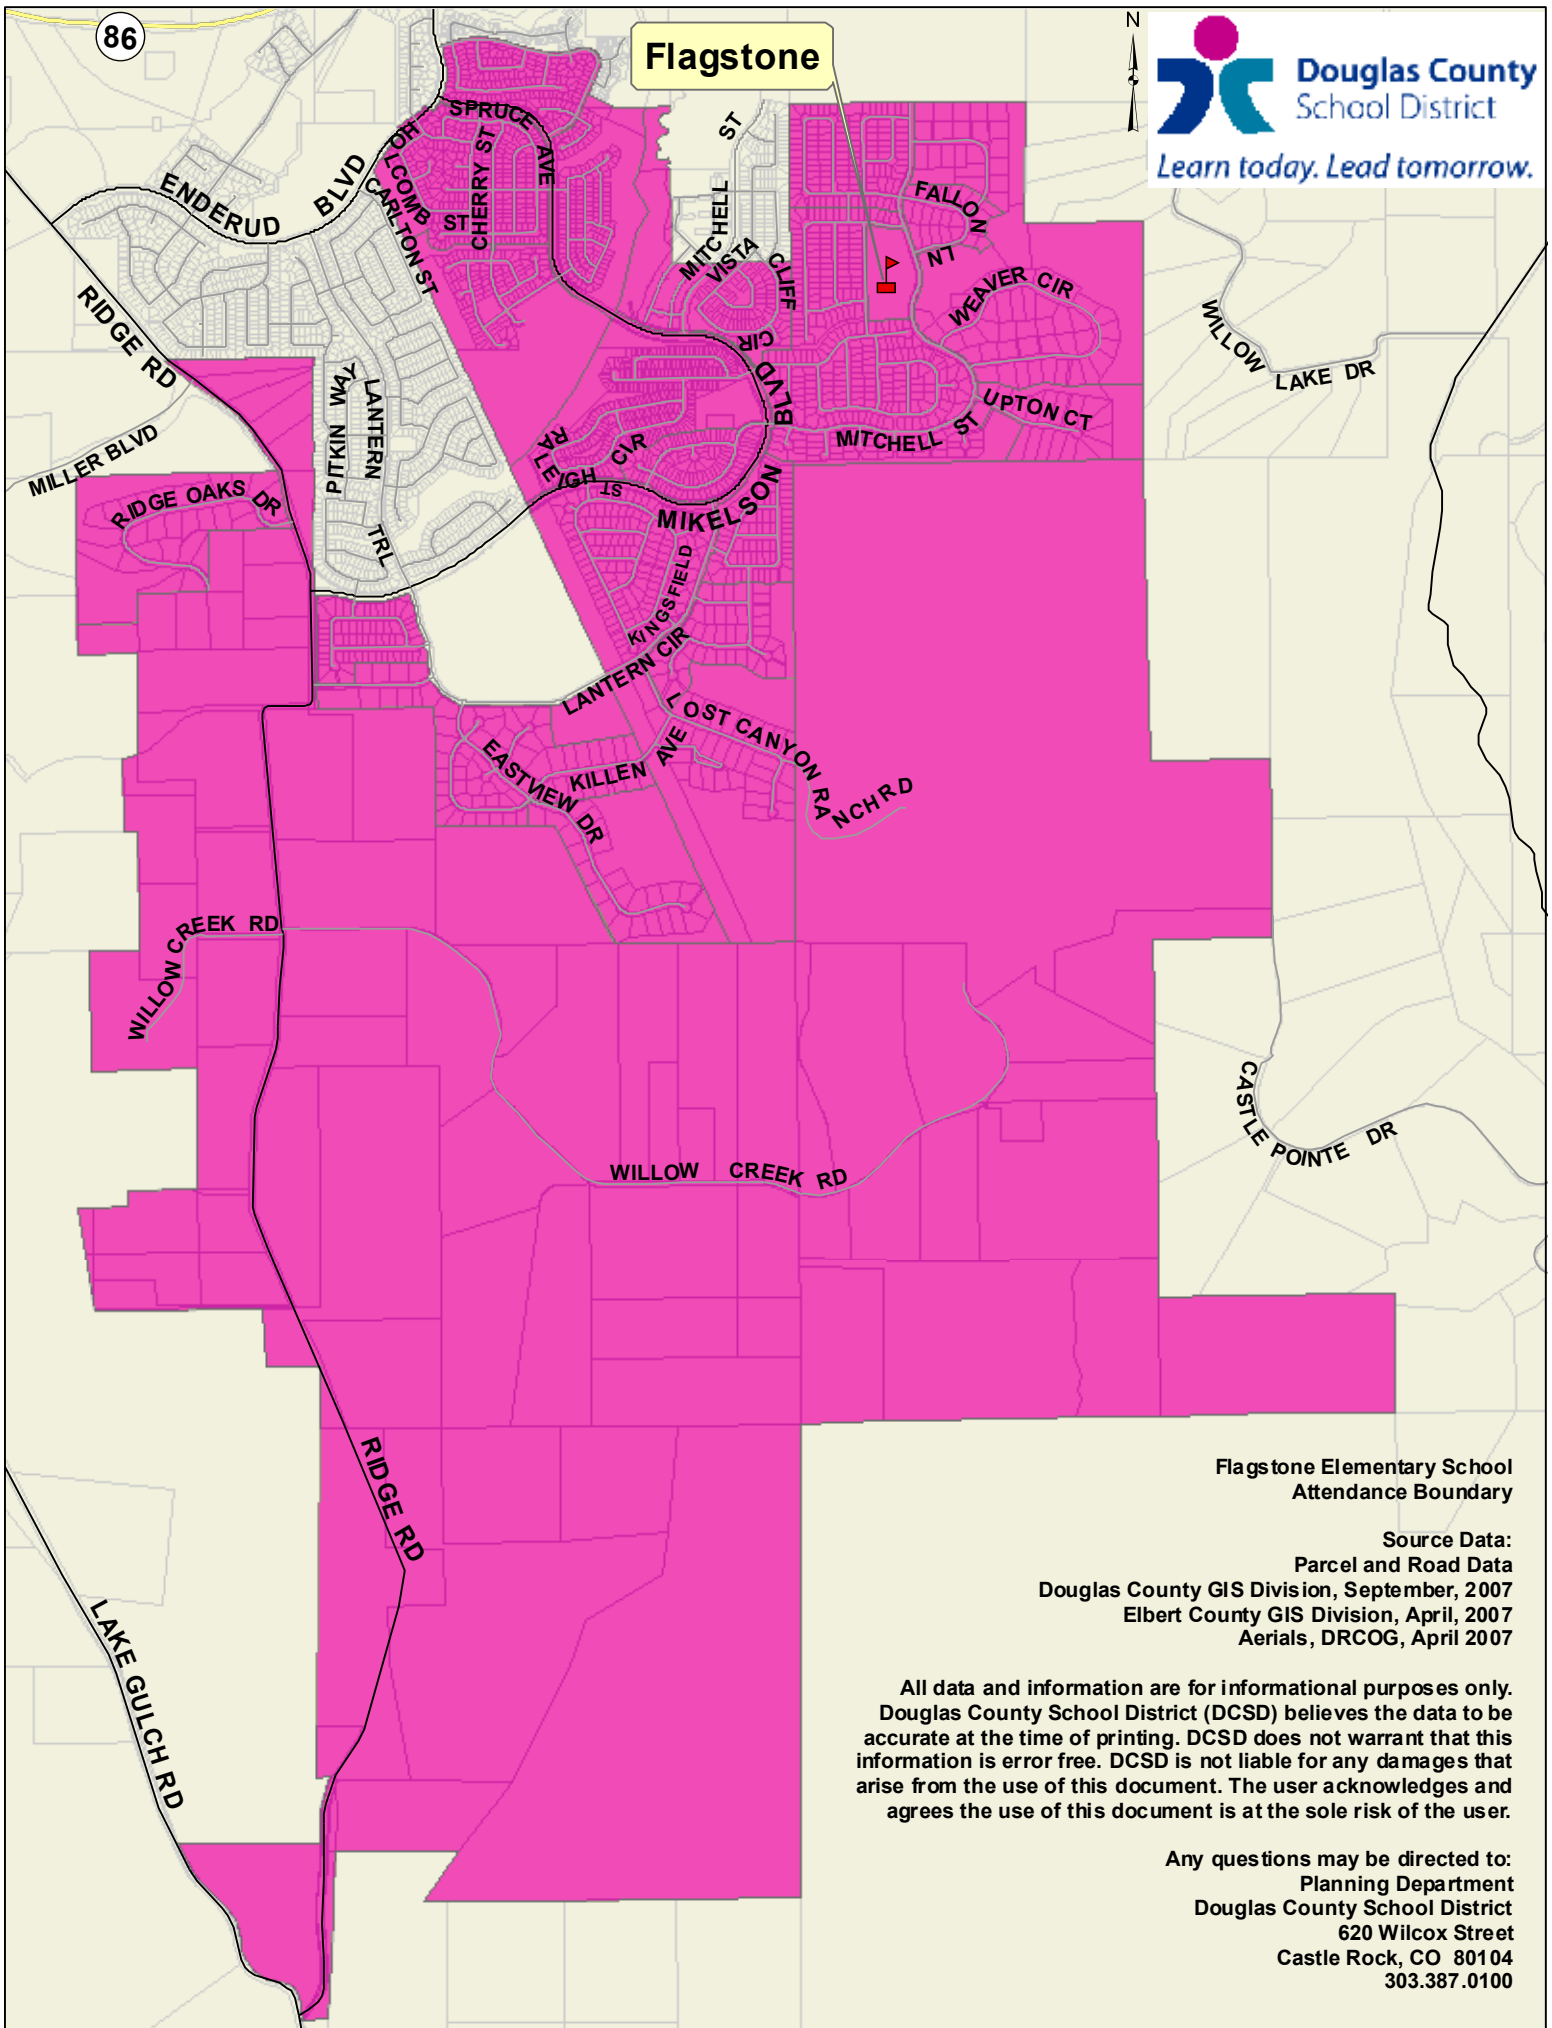 86
Flagstone
N
Douglas County
School District
Learn today. Lead tomorrow.
SPRUCE AVE
HOLCOMB ST
CHERRY ST
CARLTON ST
ENDERUD BLVD
MITCHELL ST
FALLON LN
MITCHELL
VISTA
CLIFF CIR
WEAVER CIR
RIDGE RD
WILLOW LAKE DR
PITKIN WAY
LANTERN TRL
UPTON CT
MITCHELL ST
MILLER BLVD
RALEIGH ST
CIR
MIKELSON BLVD
RIDGE OAKS DR
KINGSFIELD
LANTERN CIR
LOST CANYON RANCH RD
EASTVIEW DR
KILLEN AVE
WILLOW CREEK RD
CASTLE POINTE DR
WILLOW CREEK RD
RIDGE RD
LAKE GULCH RD
Flagstone Elementary School
Attendance Boundary
Source Data:
Parcel and Road Data
Douglas County GIS Division, September, 2007
Elbert County GIS Division, April, 2007
Aerials, DRCOG, April 2007
All data and information are for informational purposes only.
Douglas County School District (DCSD) believes the data to be
accurate at the time of printing. DCSD does not warrant that this
information is error free. DCSD is not liable for any damages that
arise from the use of this document. The user acknowledges and
agrees the use of this document is at the sole risk of the user.
Any questions may be directed to:
Planning Department
Douglas County School District
620 Wilcox Street
Castle Rock, CO 80104
303.387.0100